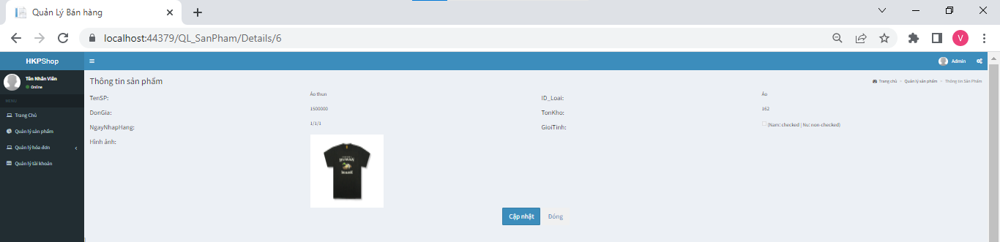 Quản Lý Bán hàng
localhost:44379/QL_SanPham/Details/6
V
HKPShop
Admin
Tên Nhân Viên
Online
MENU
Trang Chủ
Quản lý sản phẩm
Quản lý hóa đơn
Quản lý tài khoản
Thông tin sản phẩm
Trang chủ > Quản lý sản phẩm > Thông tin Sản Phẩm
TenSP: Áo thun ID_Loai: Áo
DonGia: 1500000 TonKho: 162
NgayNhapHang: 1/1/1 GioiTinh: (Nam: checked | Nu: non-checked)
Hình ảnh:
HUMAN
MADE
Cập nhật Đóng